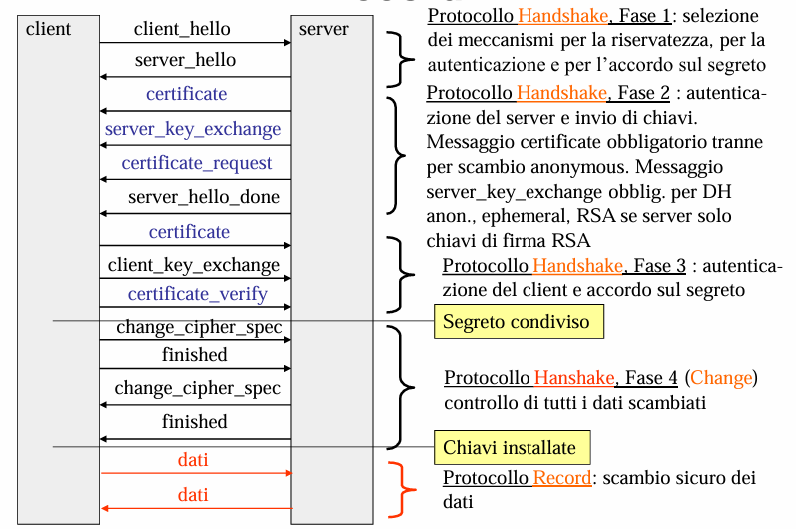 client
server
client_hello
server_hello
certificate
server_key_exchange
certificate_request
server_hello_done
certificate
client_key_exchange
certificate_verify
change_cipher_spec
finished
change_cipher_spec
finished
dati
dati
Protocollo Handshake, Fase 1: selezione
dei meccanismi per la riservatezza, per la
autenticazione e per l’accordo sul segreto
Protocollo Handshake, Fase 2 : autentica-
zione del server e invio di chiavi.
Messaggio certificate obbligatorio tranne
per scambio anonymous. Messaggio
server_key_exchange obblig. per DH
anon., ephemeral, RSA se server solo
chiavi di firma RSA
Protocollo Handshake, Fase 3 : autentica-
zione del client e accordo sul segreto
Segreto condiviso
Protocollo Hanshake, Fase 4 (Change)
controllo di tutti i dati scambiati
Chiavi installate
Protocollo Record: scambio sicuro dei
dati